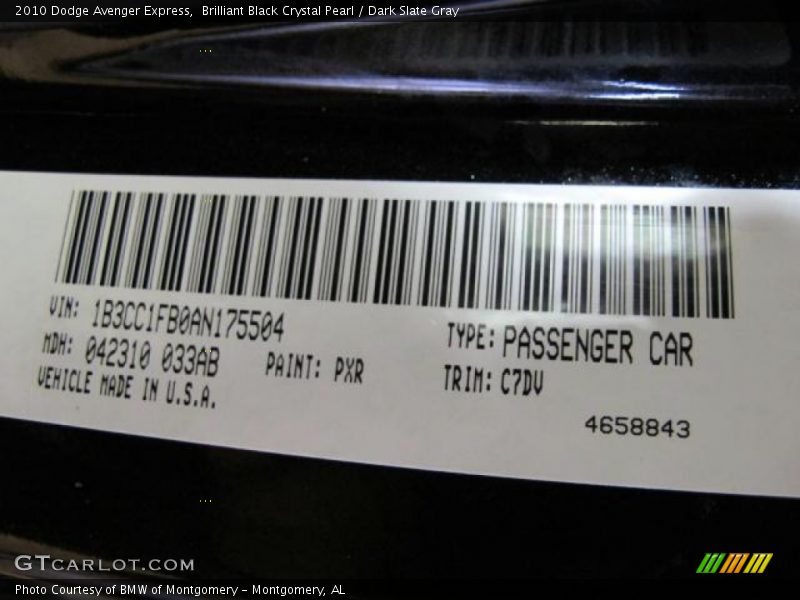 2010 Dodge Avenger Express,  Brilliant Black Crystal Pearl / Dark Slate Gray
VIN: 1B3CC1FB0AN175504
TYPE: PASSENGER CAR
MDH: 042310 033AB
PAINT: PXR
TRIM: C7DV
VEHICLE MADE IN U.S.A.
4658843
GTCARLOT.COM
Photo Courtesy of BMW of Montgomery - Montgomery, AL